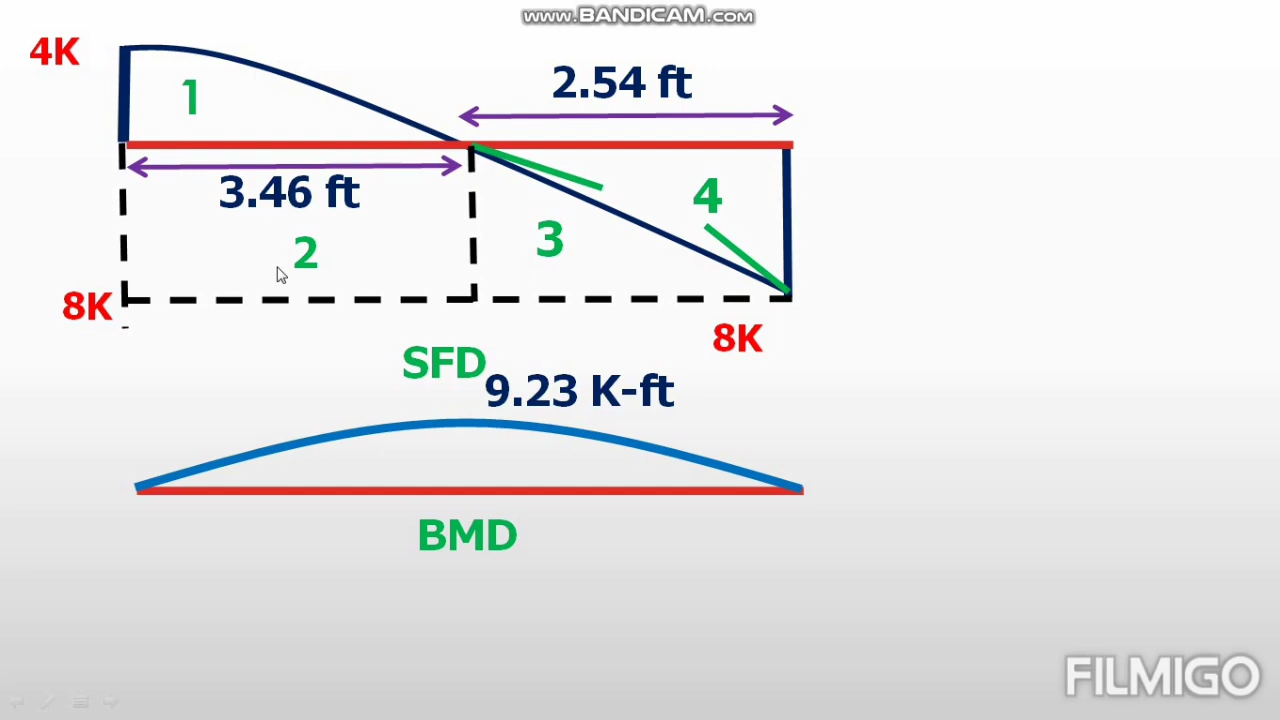 www.BANDICAM.com
4K
1
2.54 ft
3.46 ft
4
3
2
8K
8K
SFD
9.23 K-ft
BMD
FILMIGO